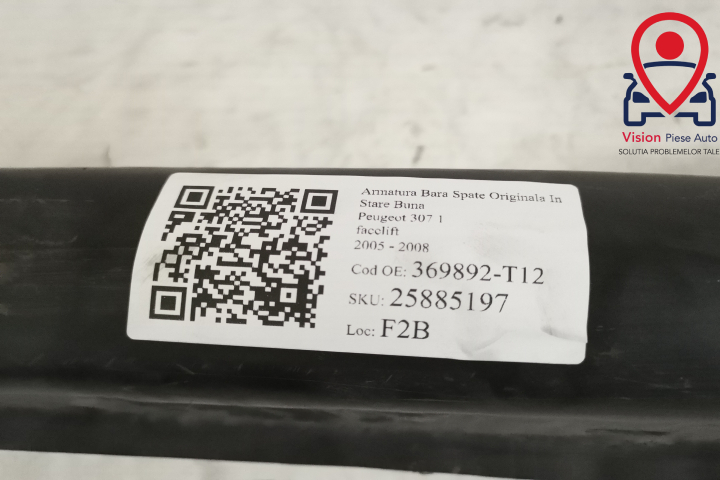 Vision Piese Auto
SOLUTIA PROBLEMELOR TALE
Armatura Bara Spate Originala In
Stare Buna
Peugeot 307 1
facelift
2005 - 2008
Cod OE: 369892-T12
SKU: 25885197
Loc: F2B